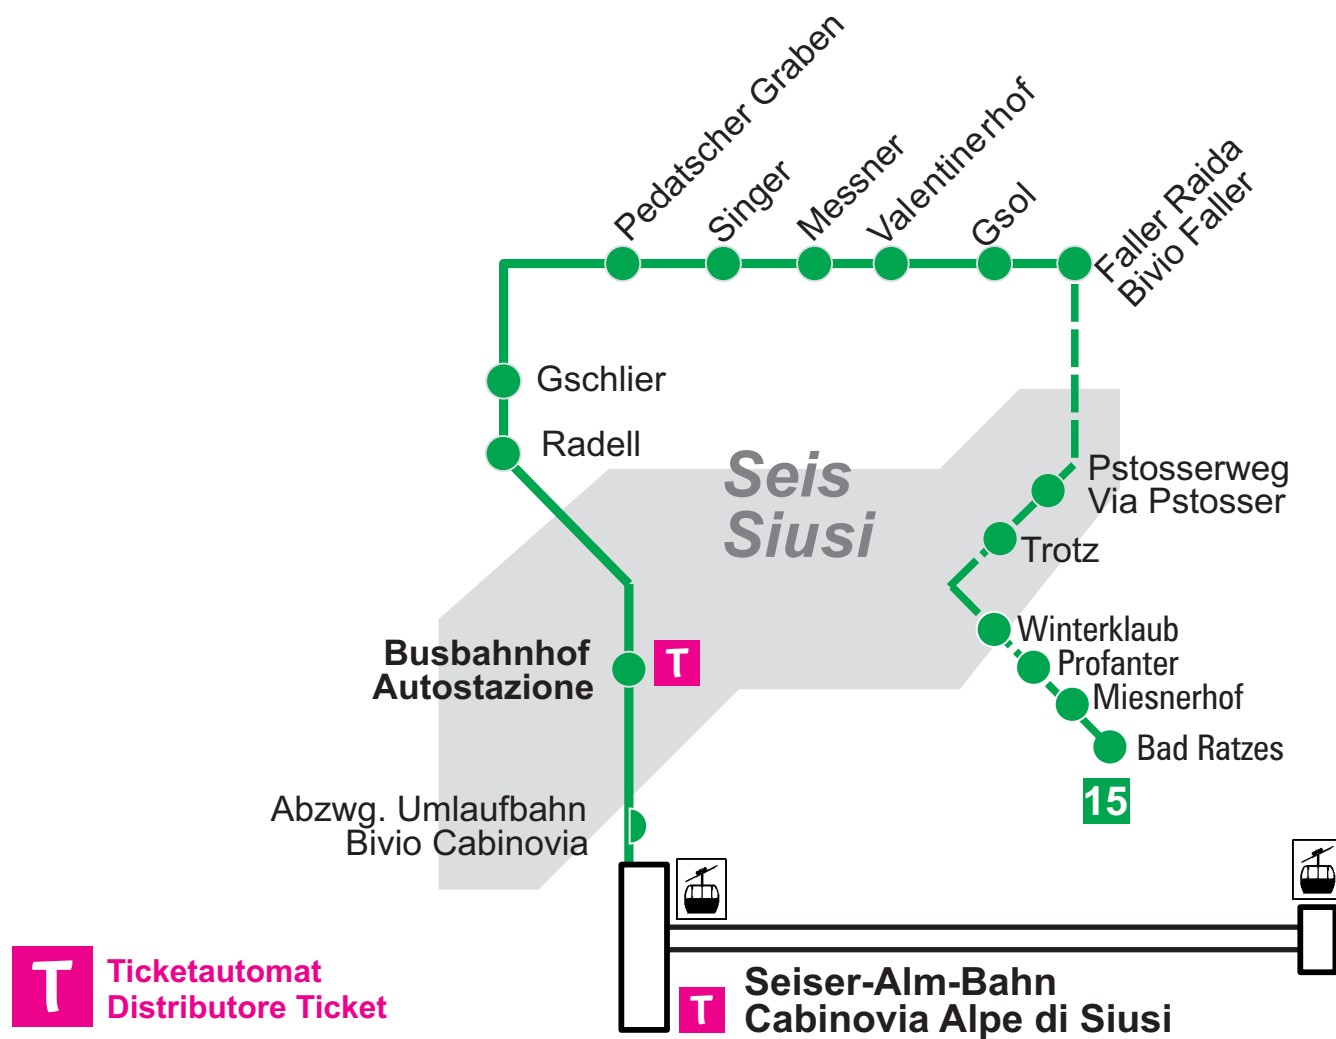 Pedatscher Graben
Singer
Messner
Valentinerhof
Gsol
Faller Raida
Bivio Faller
Gschlier
Radell
Seis
Siusi
Pstosserweg
Via Pstosser
Trotz
Winterklaub
Profanter
Miesnerhof
Bad Ratzes
15
Busbahnhof
Autostazione
T
Abzwg. Umlaufbahn
Bivio Cabinovia
T
Ticketautomat
Distributore Ticket
T
Seiser-Alm-Bahn
Cabinovia Alpe di Siusi